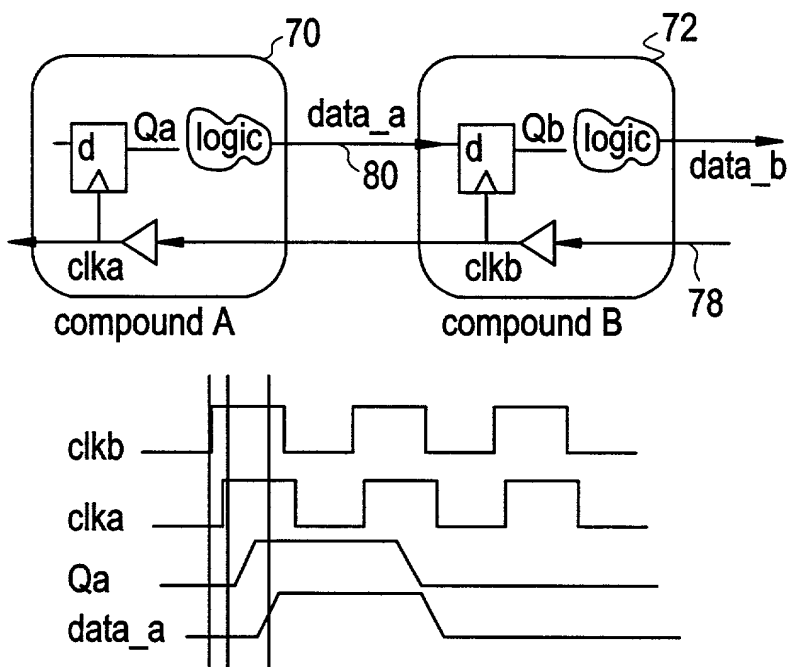 70
72
d
Qa
logic
data_a
80
d
Qb
logic
data_b
clka
clkb
78
compound A
compound B
clkb
clka
Qa
data_a